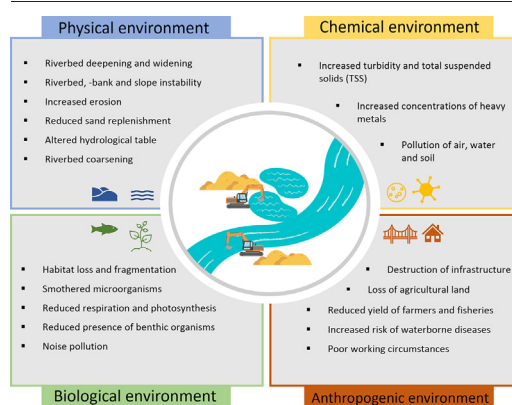 Physical environment
Riverbed deepening and widening
Riverbed, -bank and slope instability
Increased erosion
Reduced sand replenishment
Altered hydrological table
Riverbed coarsening
Chemical environment
Increased turbidity and total suspended
solids (TSS)
Increased concentrations of heavy
metals
Pollution of air, water
and soil
Habitat loss and fragmentation
Smothered microorganisms
Reduced respiration and photosynthesis
Reduced presence of benthic organisms
Noise pollution
Biological environment
Destruction of infrastructure
Loss of agricultural land
Reduced yield of farmers and fisheries
Increased risk of waterborne diseases
Poor working circumstances
Anthropogenic environment